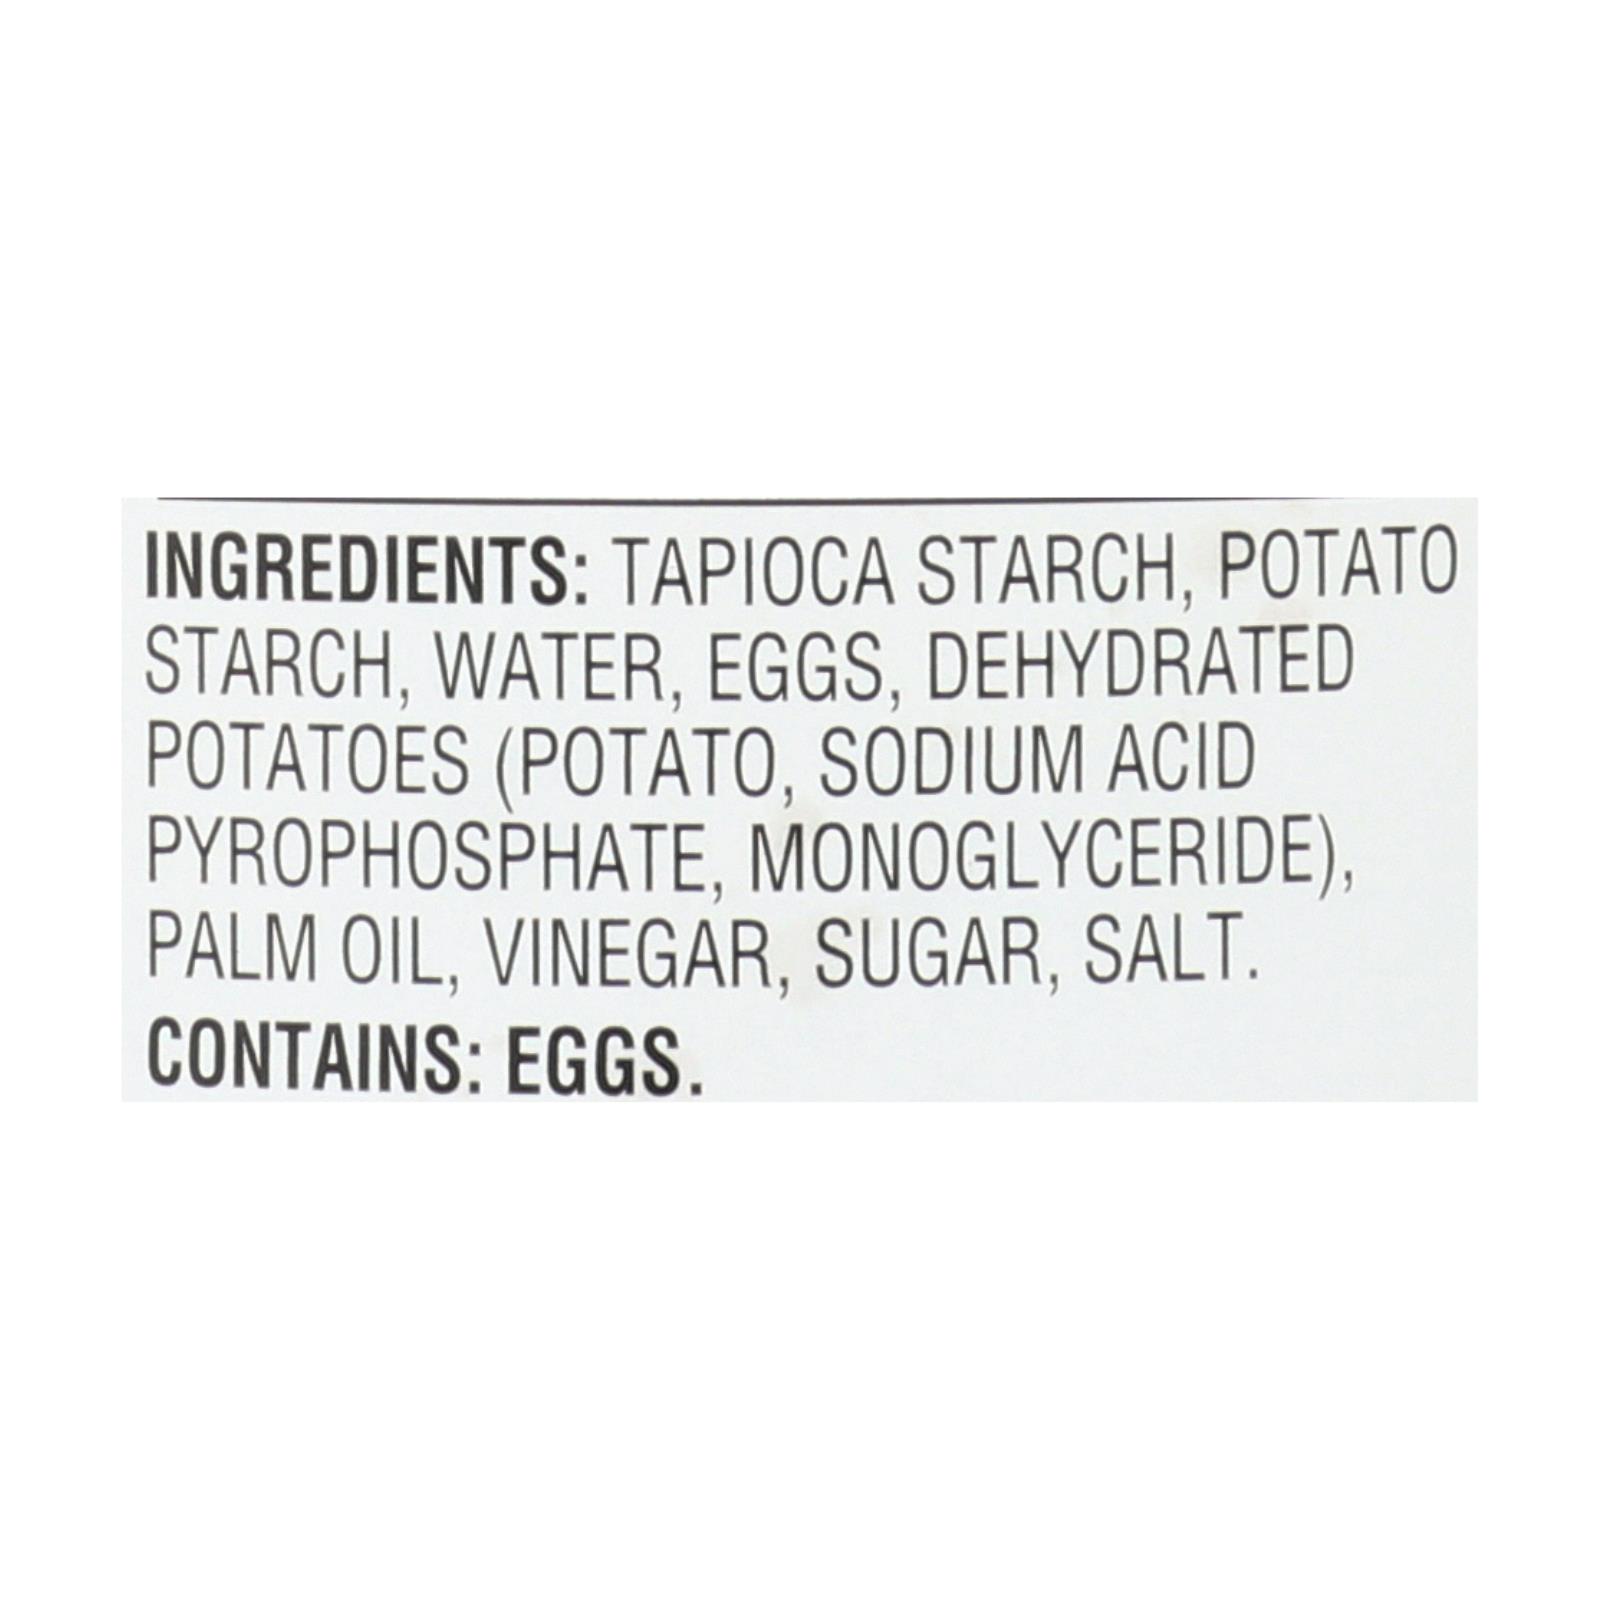 INGREDIENTS: TAPIOCA STARCH, POTATO
STARCH, WATER, EGGS, DEHYDRATED
POTATOES (POTATO, SODIUM ACID
PYROPHOSPHATE, MONOGLYCERIDE),
PALM OIL, VINEGAR, SUGAR, SALT.
CONTAINS: EGGS.